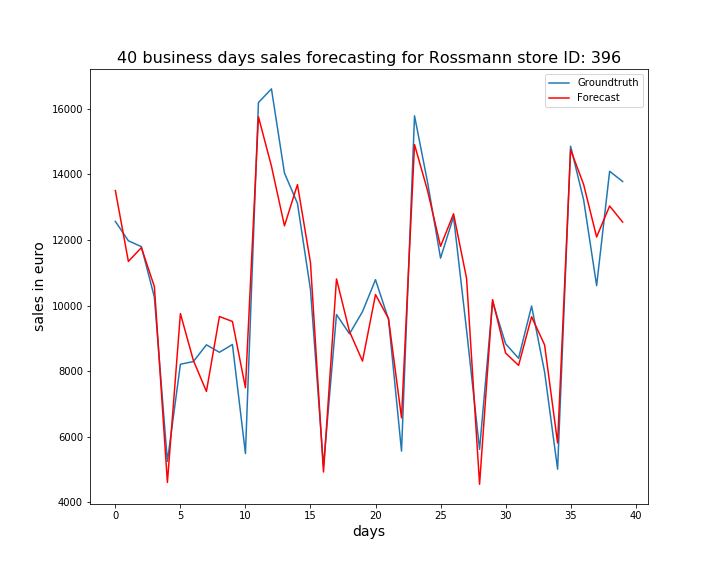 40 business days sales forecasting for Rossmann store ID: 396
Groundtruth
Forecast
16000
14000
12000
10000
8000
6000
4000
sales in euro
0 5 10 15 20 25 30 35 40
days